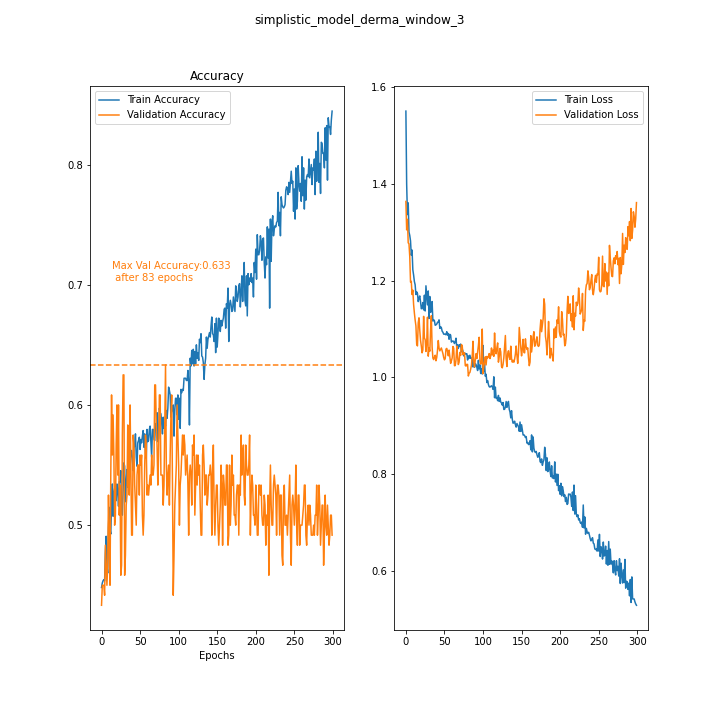 simplistic_model_derma_window_3
Accuracy
Train Accuracy
Validation Accuracy
0.8
0.7
0.6
0.5
Max Val Accuracy:0.633
after 83 epochs
0 50 100 150 200 250 300
Epochs
Train Loss
Validation Loss
1.6
1.4
1.2
1.0
0.8
0.6
0 50 100 150 200 250 300